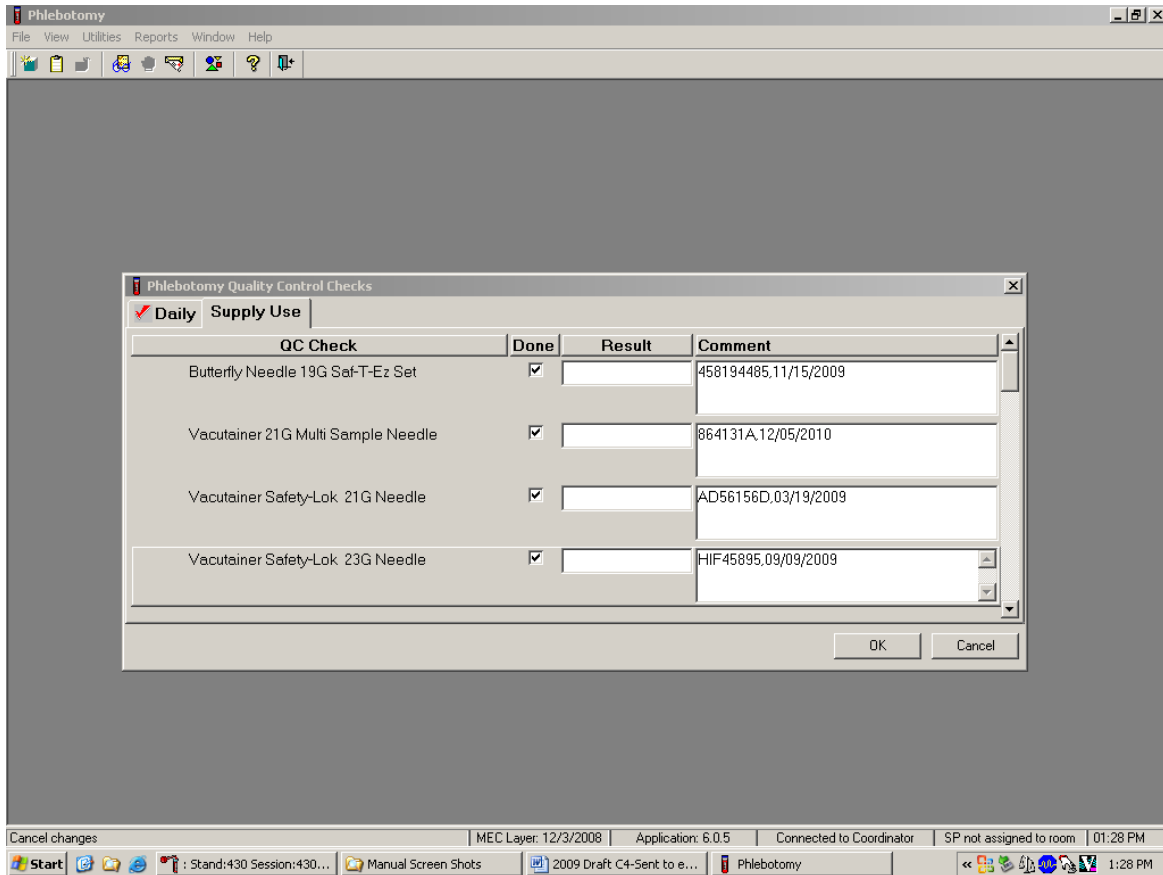 Phlebotomy
File View Utilities Reports Window Help
Phlebotomy Quality Control Checks
Daily Supply Use
QC Check Done Result Comment
Butterfly Needle 19G Saf-T-Ez Set 458194485,11/15/2009
Vacutainer 21G Multi Sample Needle 864131A,12/05/2010
Vacutainer Safety-Lok 21G Needle AD56156D,03/19/2009
Vacutainer Safety-Lok 23G Needle HIF45895,09/09/2009
OK Cancel
Cancel changes MEC Layer: 12/3/2008 Application: 6.0.5 Connected to Coordinator SP not assigned to room 01:28 PM
Start : Stand:430 Session:430... Manual Screen Shots 2009 Draft C4-Sent to e... Phlebotomy « 1:28 PM